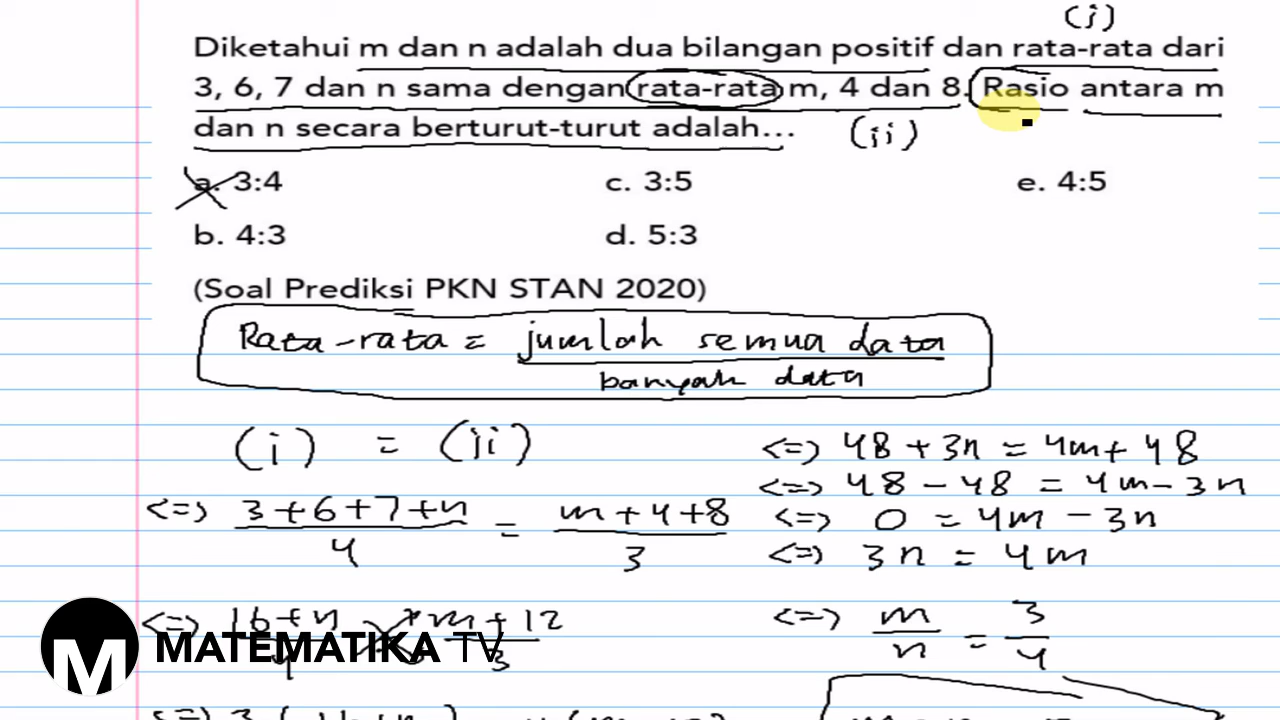 (i)
Diketahui m dan n adalah dua bilangan positif dan rata-rata dari
3, 6, 7 dan n sama dengan rata-rata m, 4 dan 8. Rasio antara m
dan n secara berturut-turut adalah...
(ii)
a. 3:4
c. 3:5
e. 4:5
b. 4:3
d. 5:3
(Soal Prediksi PKN STAN 2020)
Rata-rata = jumlah semua data
banyak data
(i) = (ii)
<=> 3+6+7+n / 4 = m+4+8 / 3
<=> 16+n / 4 = m+12 / 3
<=> 48 + 3n = 4m + 48
<=> 48 - 48 = 4m - 3n
<=> 0 = 4m - 3n
<=> 3n = 4m
<=> m / n = 3 / 4
MATEMATIKA TV
M